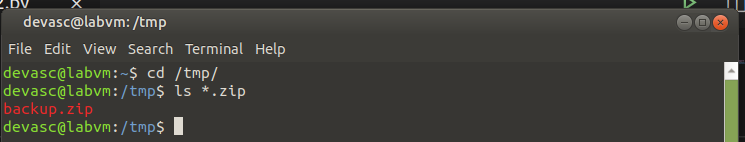 devasc@labvm: /tmp
File Edit View Search Terminal Help
devasc@labvm:~$ cd /tmp/
devasc@labvm:/tmp$ ls *.zip
backup.zip
devasc@labvm:/tmp$